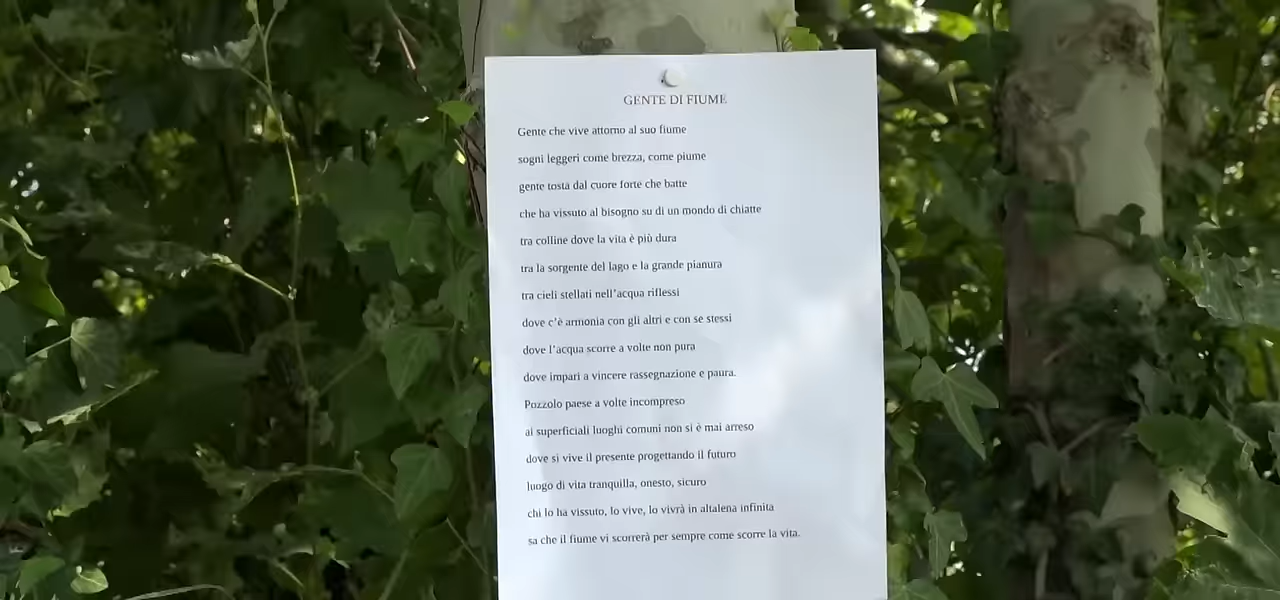 GENTE DI FIUME
Gente che vive attorno al suo fiume
sogni leggeri come brezza, come piume
gente tosta dal cuore forte che batte
che ha vissuto al bisogno su di un mondo di chiatte
tra colline dove la vita è più dura
tra la sorgente del lago e la grande pianura
tra cieli stellati nell'acqua riflessi
dove c'è armonia con gli altri e con se stessi
dove l'acqua scorre a volte non pura
dove impari a vincere rassegnazione e paura.
Pozzolo paese a volte incompreso
ai superficiali luoghi comuni non si è mai arreso
dove si vive il presente progettando il futuro
luogo di vita tranquilla, onesto, sicuro
chi lo ha vissuto, lo vive, lo vivrà in altalena infinita
sa che il fiume vi scorrerà per sempre come scorre la vita.